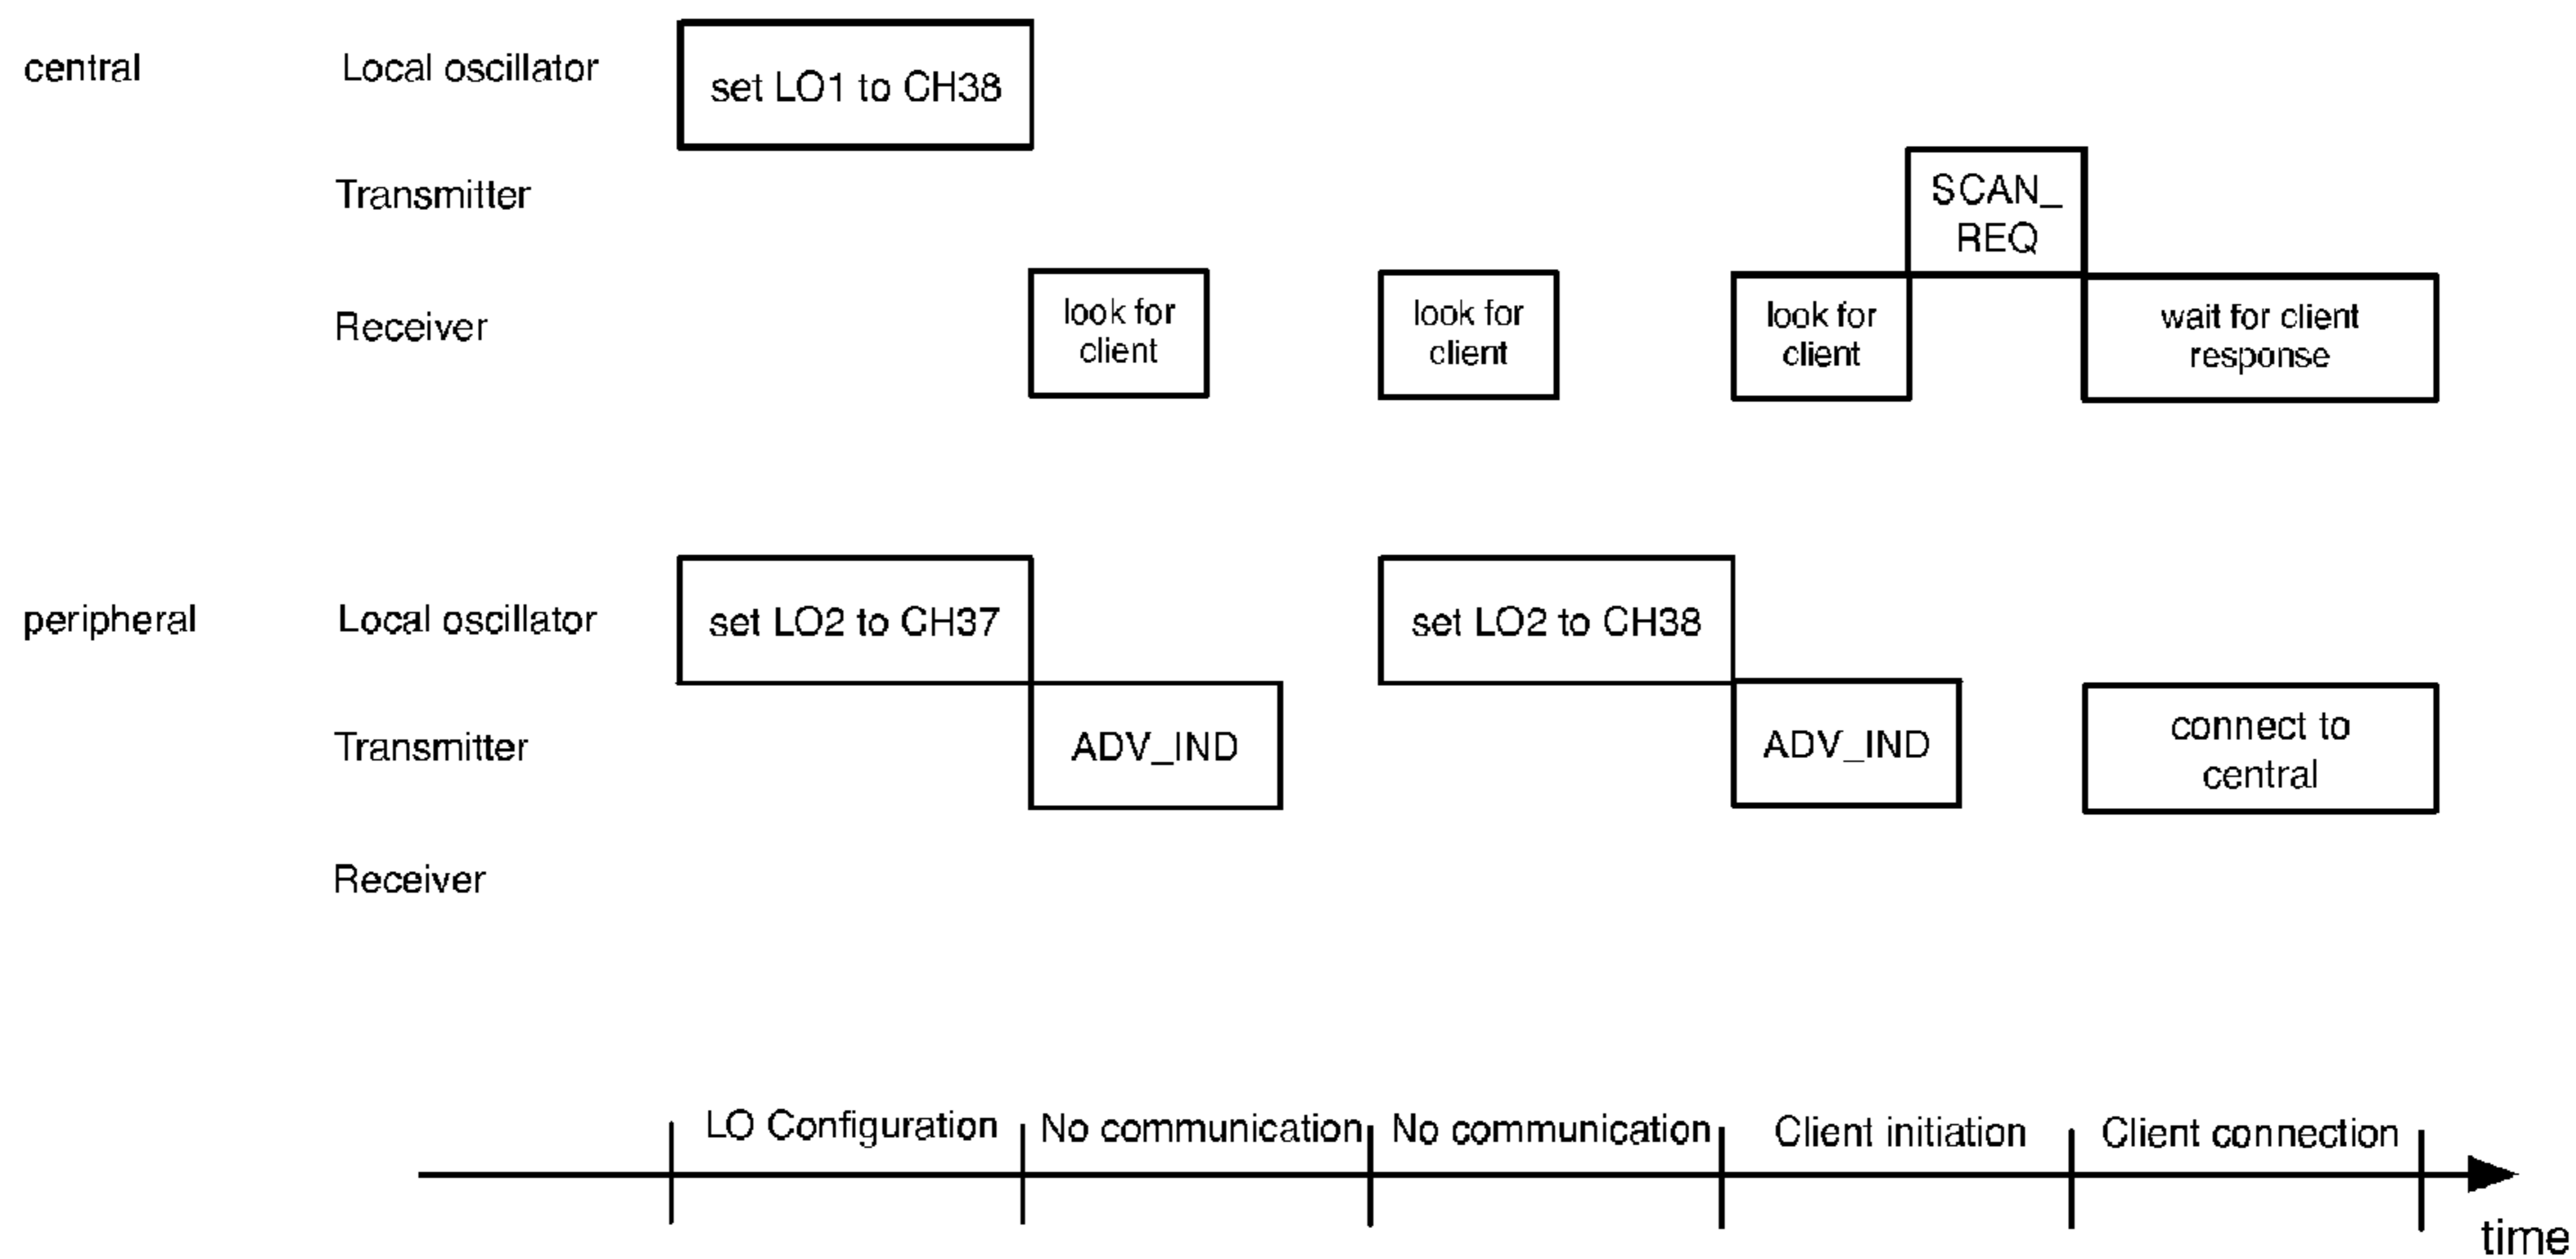 central
Local oscillator
set LO1 to CH38
Transmitter
SCAN_
REQ
Receiver
look for
client
look for
client
look for
client
wait for client
response
peripheral
Local oscillator
set LO2 to CH37
set LO2 to CH38
Transmitter
ADV_IND
ADV_IND
connect to
central
Receiver
LO Configuration
No communication
No communication
Client initiation
Client connection
time